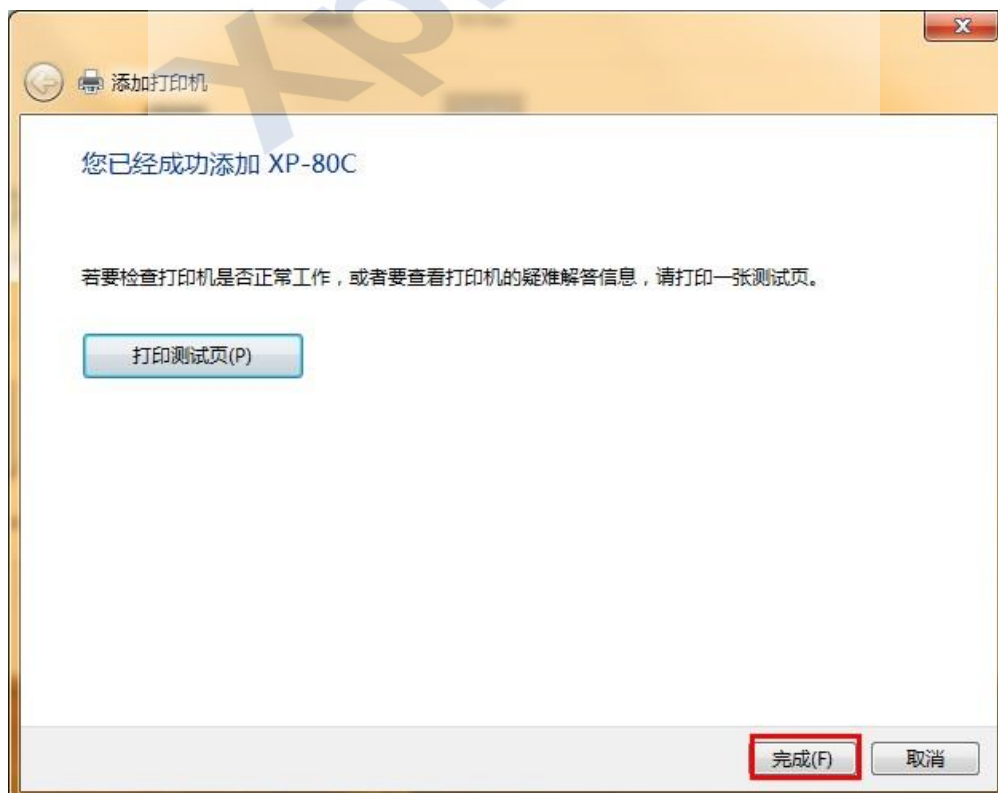 添加打印机
您已经成功添加 XP-80C
若要检查打印机是否正常工作，或者要查看打印机的疑难解答信息，请打印一张测试页。
打印测试页(P)
完成(F)
取消